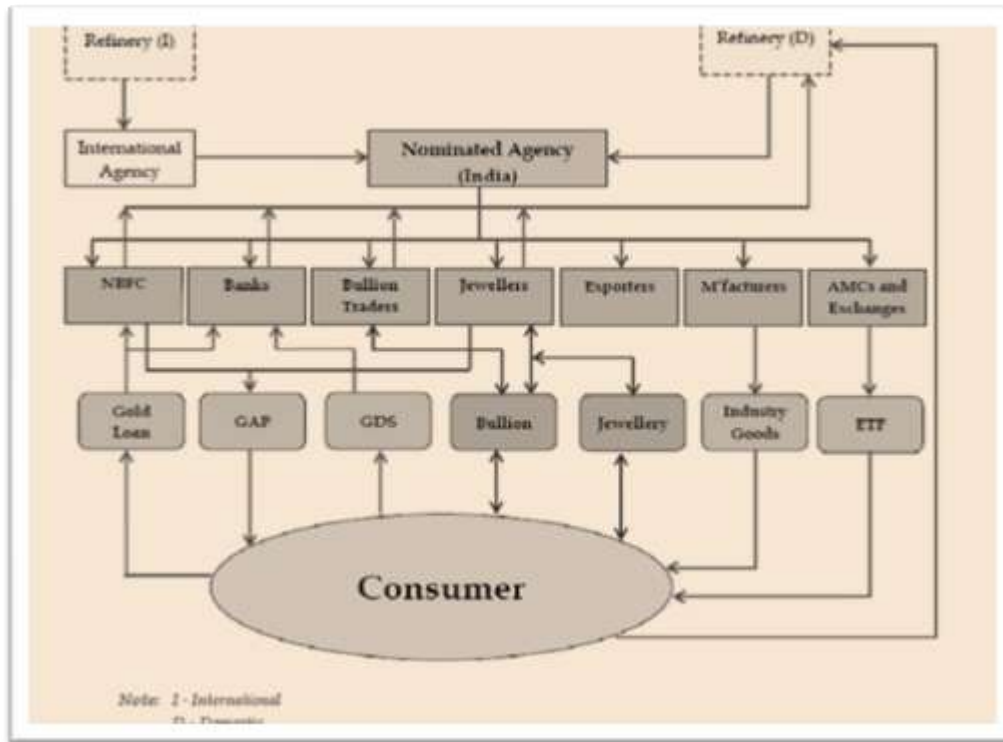 Refinery (I)
Refinery (D)
International
Agency
Nominated Agency
(India)
NBFC
Banks
Bullion
Traders
Jewellers
Exporters
M'facturers
AMCs and
Exchanges
Gold
Loan
GAP
GDS
Bullion
Jewellery
Industry
Goods
ETF
Consumer
Note: I - International
D - Domestic